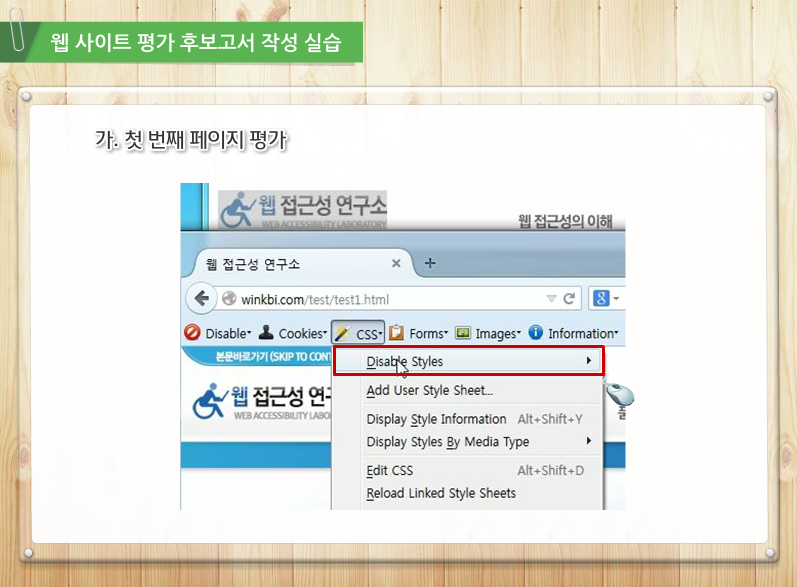 웹 사이트 평가 후보고서 작성 실습
가. 첫 번째 페이지 평가
웹 접근성 연구소
WEB ACCESSIBILITY LABORATORY
웹 접근성의 이해
웹 접근성 연구소 × +
winkbi.com/test/test1.html
8
Disable Cookies CSS Forms Images Information
본문바로가기 (SKIP TO CONT
Disable Styles
웹 접근성 연구
WEB ACCESSIBILITY LABO
Add User Style Sheet...
Display Style Information Alt+Shift+Y
Display Styles By Media Type
Edit CSS Alt+Shift+D
Reload Linked Style Sheets